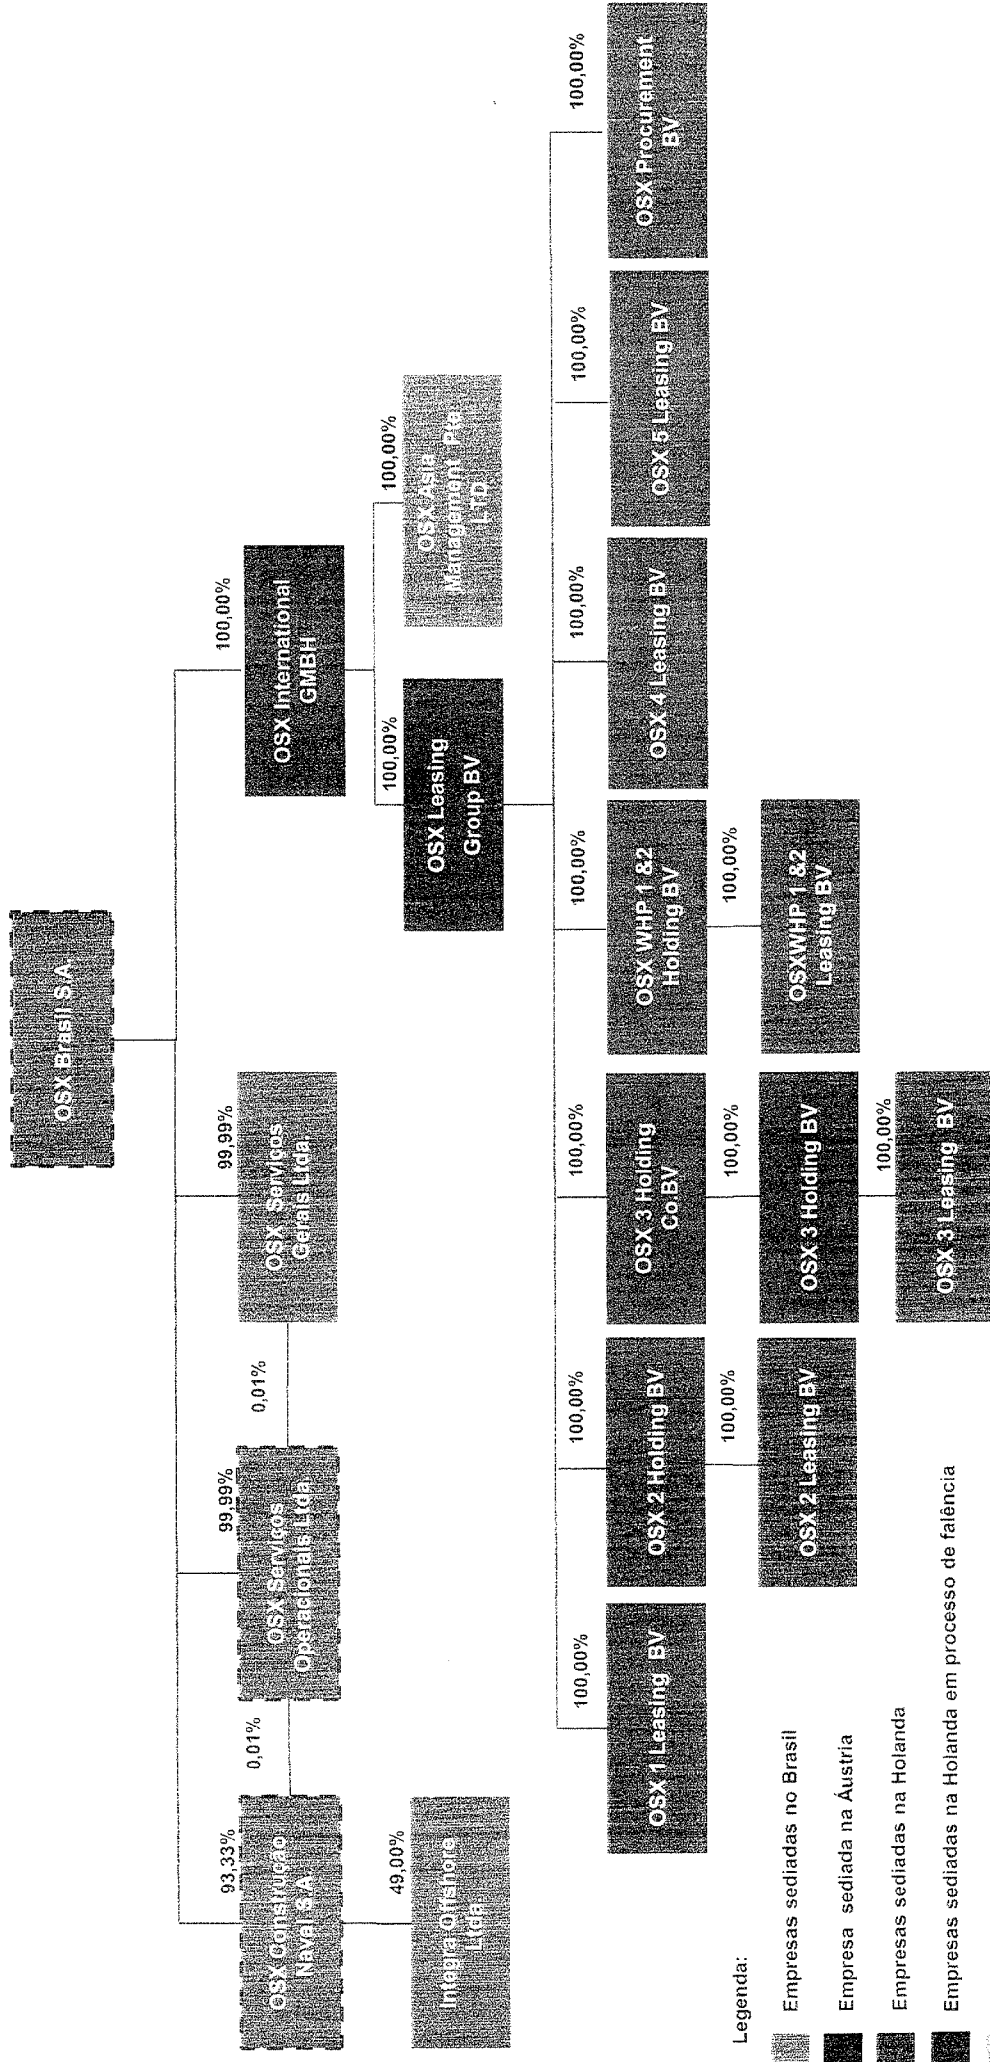 OSX Brasil S.A.
93,33%
OSX Construção
Naval S.A.
0,01%
99,99%
OSX Serviços
Operacionais Ltda.
0,01%
99,99%
OSX Serviços
Gerais Ltda.
100,00%
OSX International
GMBH
49,00%
Integra Offshore
Ltda.
100,00%
OSX Leasing
Group BV
100,00%
OSX Asia
Management Pte.
LTD.
100,00%
OSX 1 Leasing BV
100,00%
OSX 2 Holding BV
100,00%
OSX 3 Holding
Co BV
100,00%
OSX WHP 1 &2
Holding BV
100,00%
OSX 4 Leasing BV
100,00%
OSX 5 Leasing BV
100,00%
OSX Procurement
BV
100,00%
OSX 2 Leasing BV
100,00%
OSX 3 Holding BV
100,00%
OSXWHP 1 &2
Leasing BV
100,00%
OSX 3 Leasing BV
Legenda:
Empresas sediadas no Brasil
Empresa sediada na Áustria
Empresas sediadas na Holanda
Empresas sediadas na Holanda em processo de falência